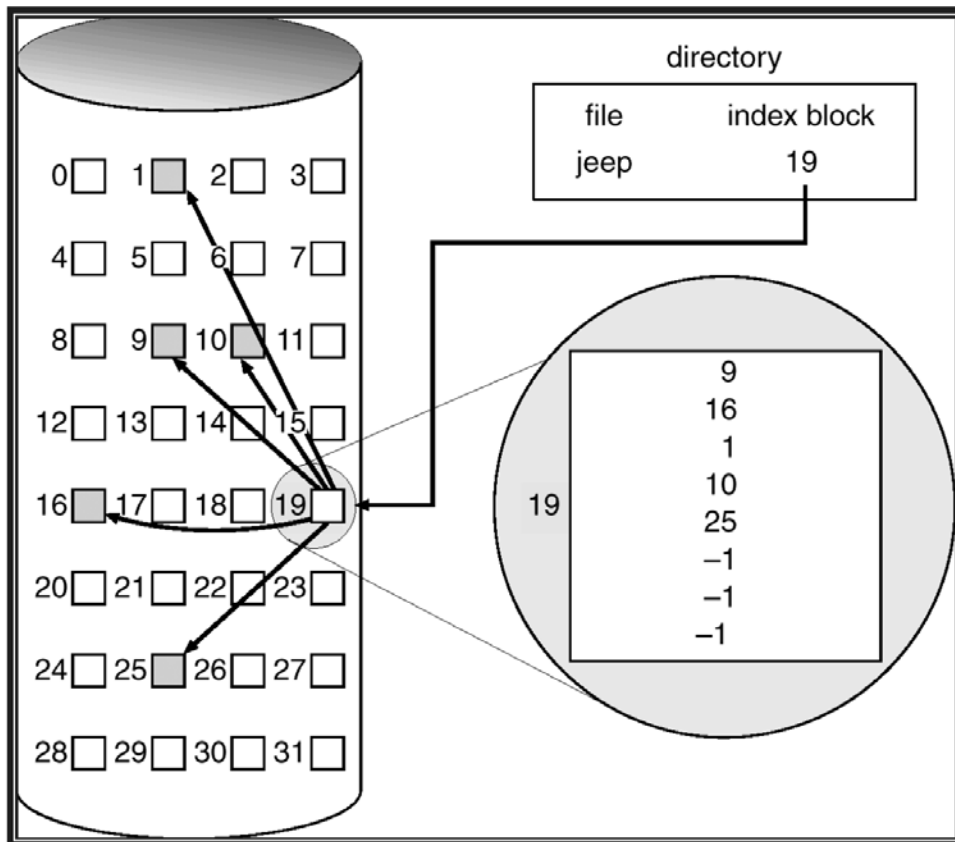 directory
file index block
jeep 19
0 1 2 3
4 5 6 7
8 9 10 11
12 13 14 15
16 17 18 19
20 21 22 23
24 25 26 27
28 29 30 31
19
9
16
1
10
25
–1
–1
–1